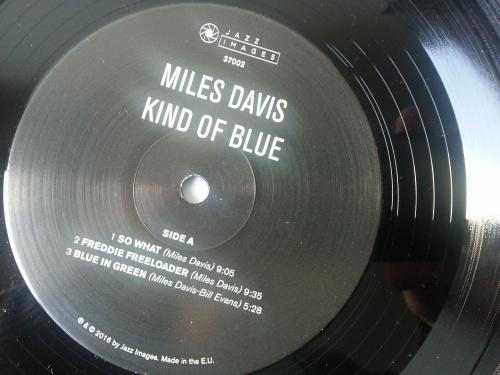 JAZZ
IMAGES
37002
MILES DAVIS
KIND OF BLUE
SIDE A
1 SO WHAT (Miles Davis) 9:05
2 FREDDIE FREELOADER (Miles Davis) 9:35
3 BLUE IN GREEN (Miles Davis-Bill Evans) 5:28
℗ & © 2016 by Jazz Images. Made in the E.U.